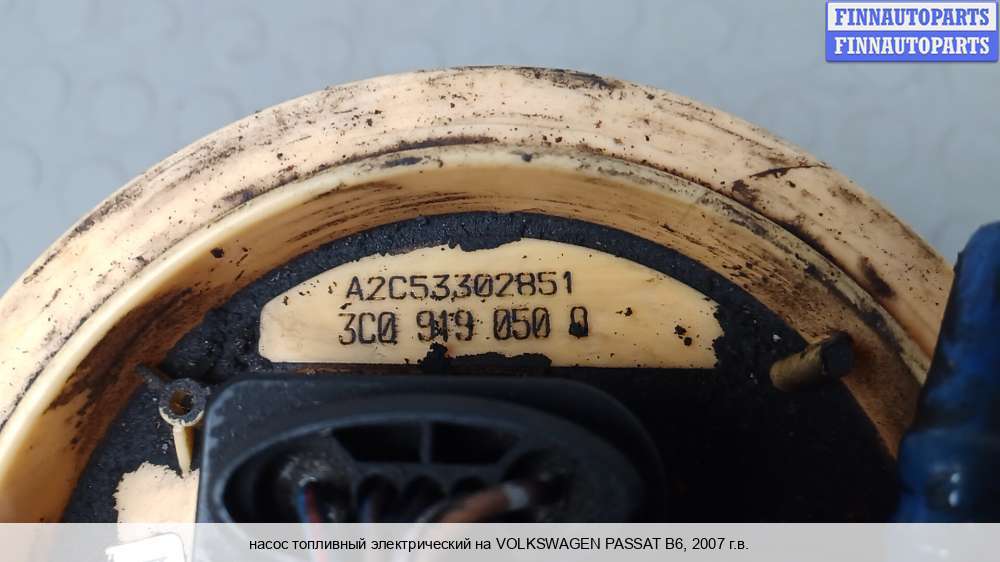 FINNAUTOPARTS
FINNAUTOPARTS
A2C53302851
3C0 919 050 Q
насос топливный электрический на VOLKSWAGEN PASSAT B6, 2007 г.в.